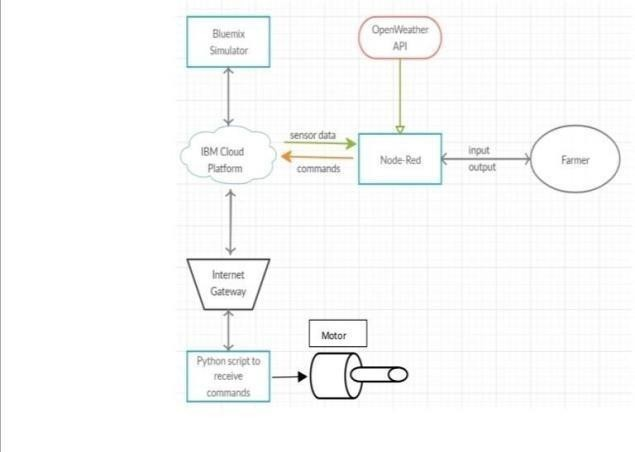 Bluemix
Simulator
OpenWeather
API
IBM Cloud
Platform
sensor data
commands
Node-Red
input
output
Farmer
Internet
Gateway
Motor
Python script to
receive
commands